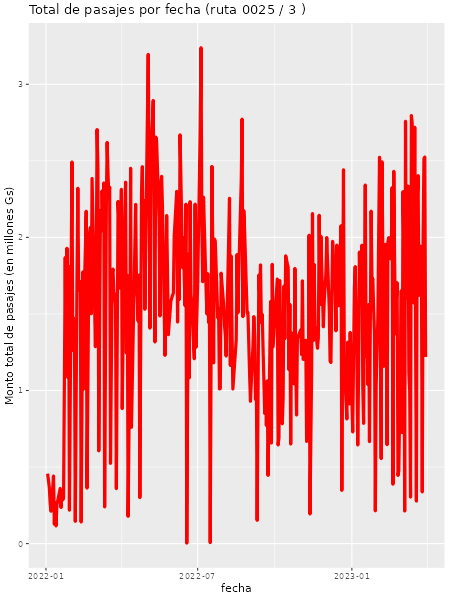 Total de pasajes por fecha (ruta 0025 / 3 )
Monto total de pasajes (en millones Gs)
3
2
1
0
2022-01
2022-07
2023-01
fecha